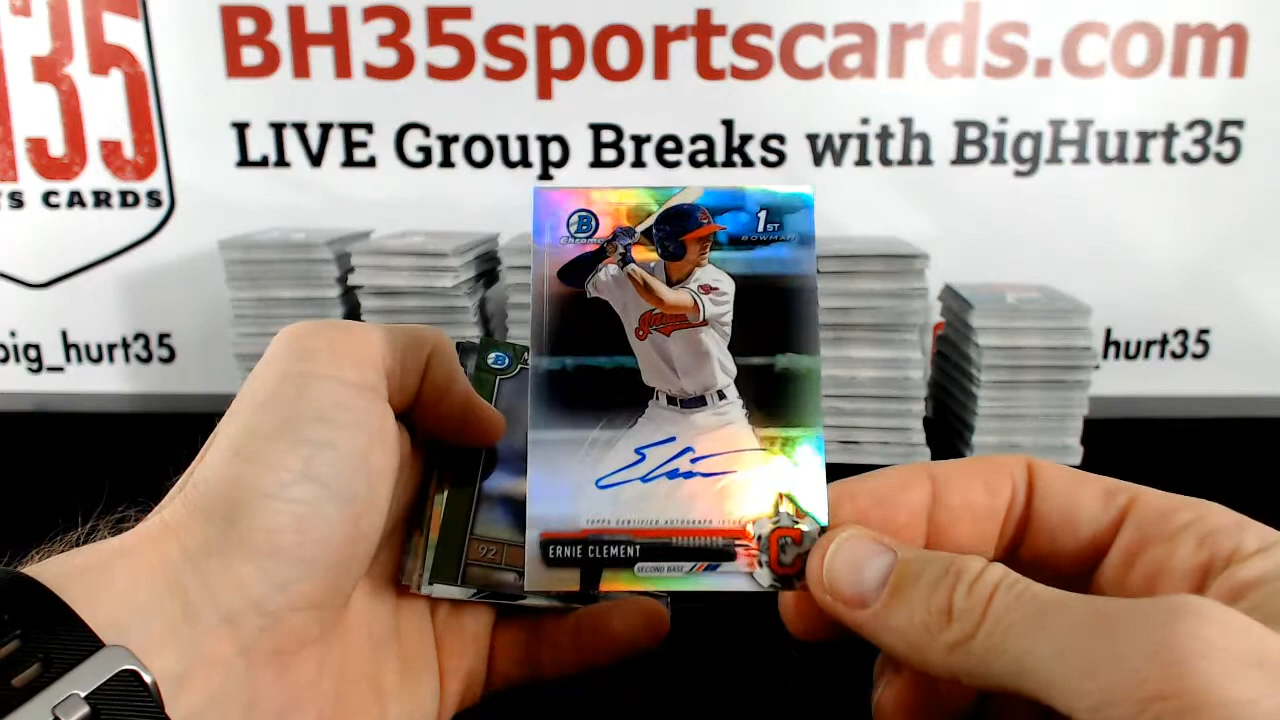 BH35sportscards.com
LIVE Group Breaks with BigHurt35
35
S CARDS
big_hurt35
hurt35
B
Chrome
1ST
BOWMAN
Indians
TOPPS CERTIFIED AUTOGRAPH ISSUE
ERNIE CLEMENT
SECOND BASE
C
B
M
'92